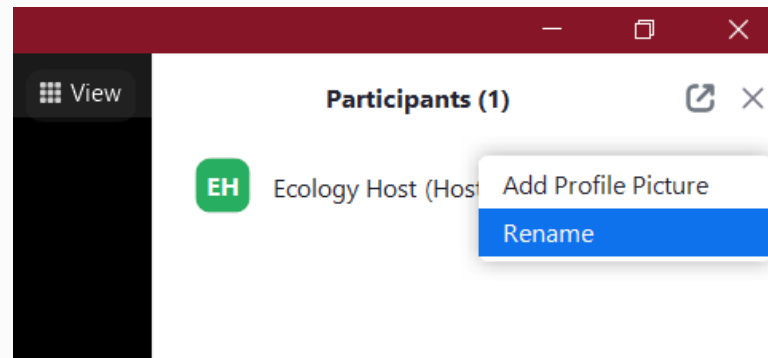 View
Participants (1)
EH
Ecology Host (Host
Add Profile Picture
Rename